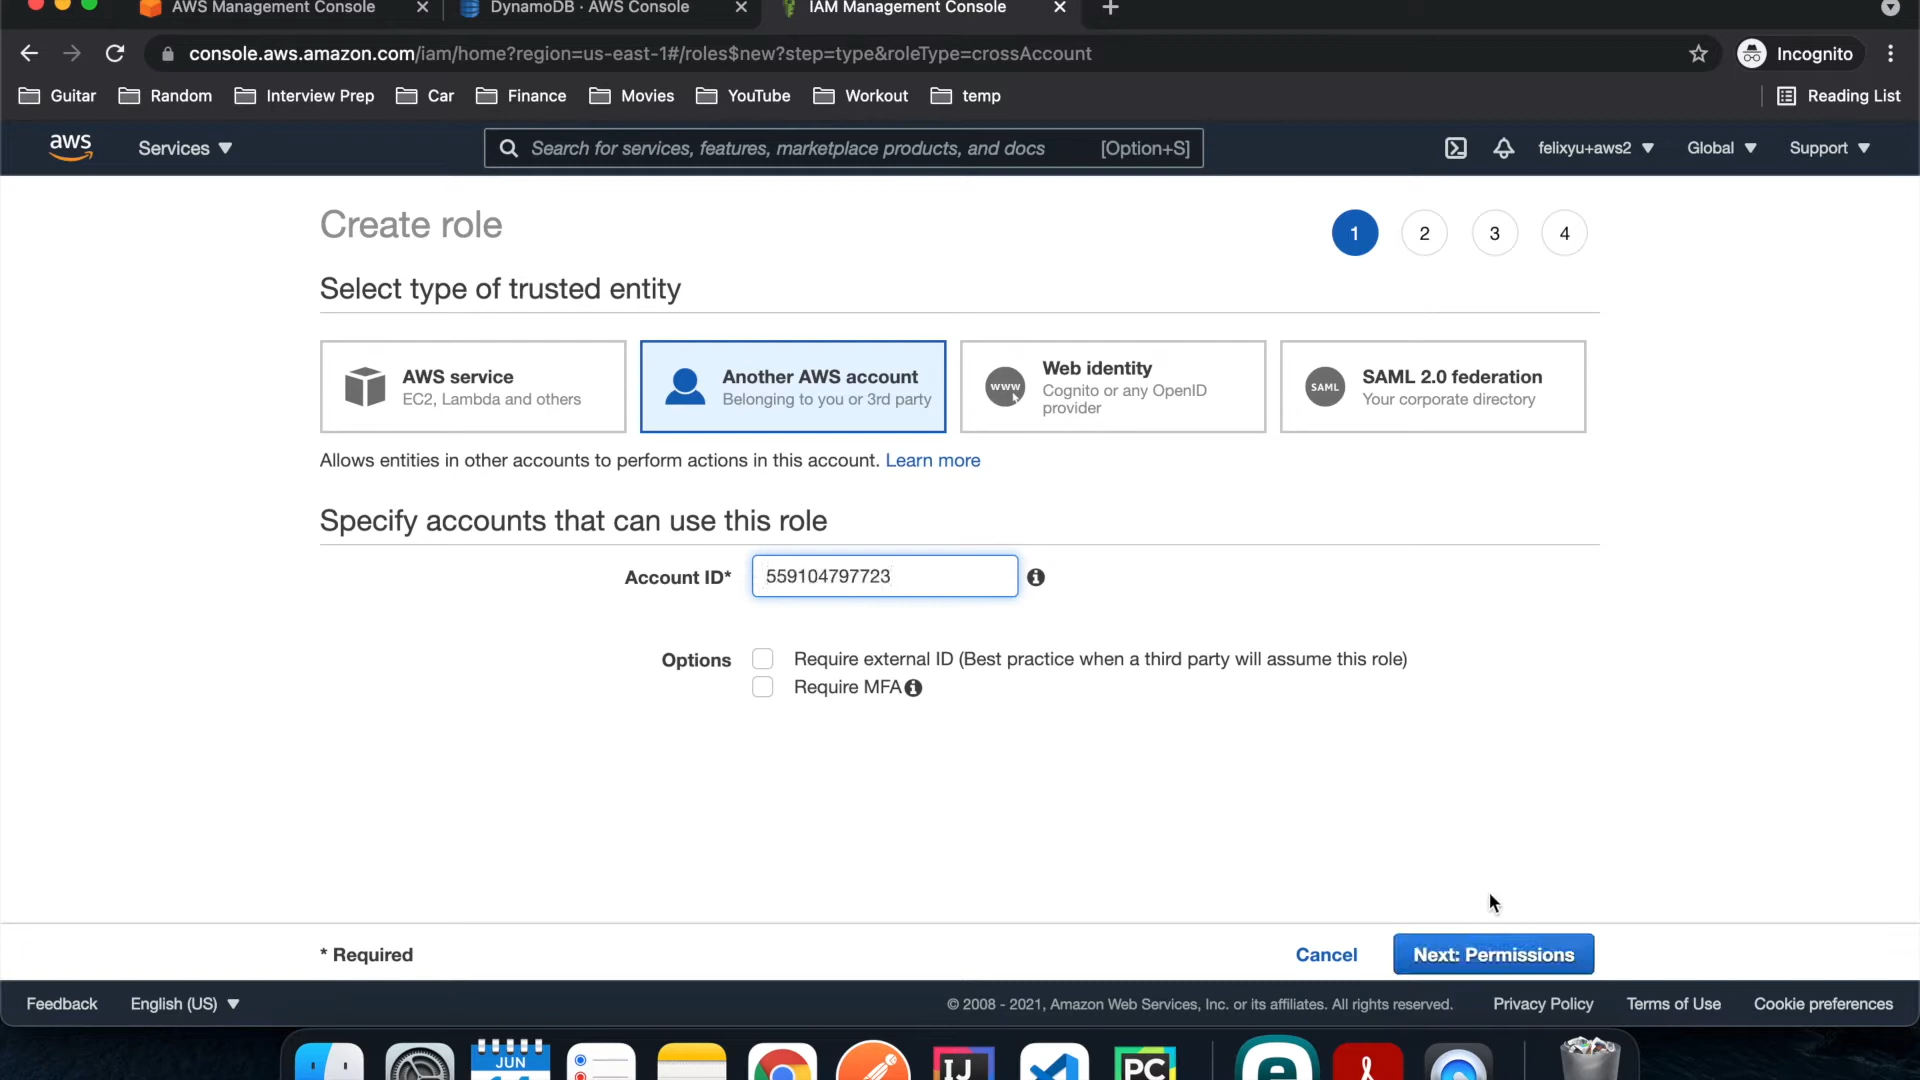 AWS Management Console
DynamoDB · AWS Console
IAM Management Console
console.aws.amazon.com/iam/home?region=us-east-1#/roles$new?step=type&roleType=crossAccount
Incognito
Guitar Random Interview Prep Car Finance Movies YouTube Workout temp Reading List
aws Services Search for services, features, marketplace products, and docs [Option+S] felixyu+aws2 Global Support
Create role
1 2 3 4
Select type of trusted entity
AWS service
EC2, Lambda and others
Another AWS account
Belonging to you or 3rd party
www
Web identity
Cognito or any OpenID
provider
SAML
SAML 2.0 federation
Your corporate directory
Allows entities in other accounts to perform actions in this account. Learn more
Specify accounts that can use this role
Account ID* 559104797723
Options Require external ID (Best practice when a third party will assume this role)
Require MFA
* Required Cancel Next: Permissions
Feedback English (US) © 2008 - 2021, Amazon Web Services, Inc. or its affiliates. All rights reserved. Privacy Policy Terms of Use Cookie preferences
JUN
IJ
PC